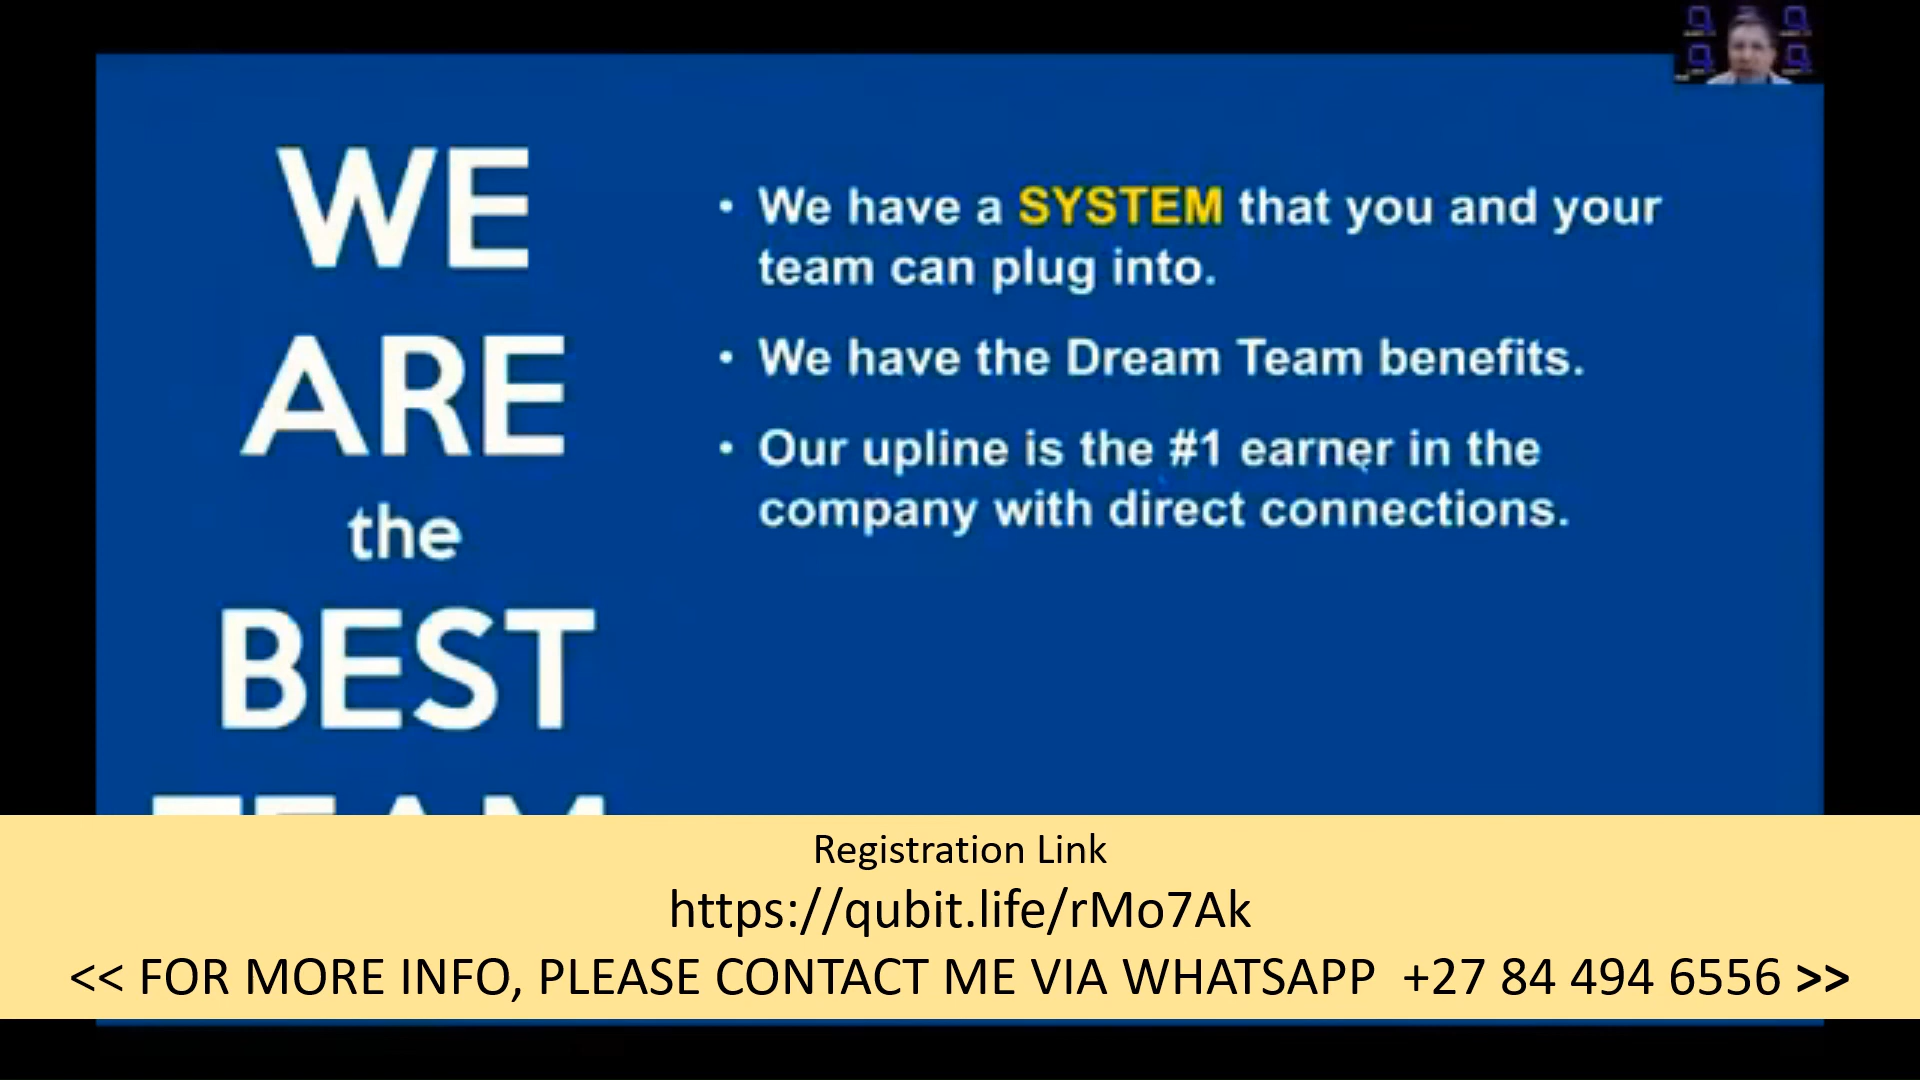 WE
ARE
the
BEST
TEAM
• We have a SYSTEM that you and your
team can plug into.
• We have the Dream Team benefits.
• Our upline is the #1 earner in the
company with direct connections.
Registration Link
https://qubit.life/rMo7Ak
<< FOR MORE INFO, PLEASE CONTACT ME VIA WHATSAPP +27 84 494 6556 >>